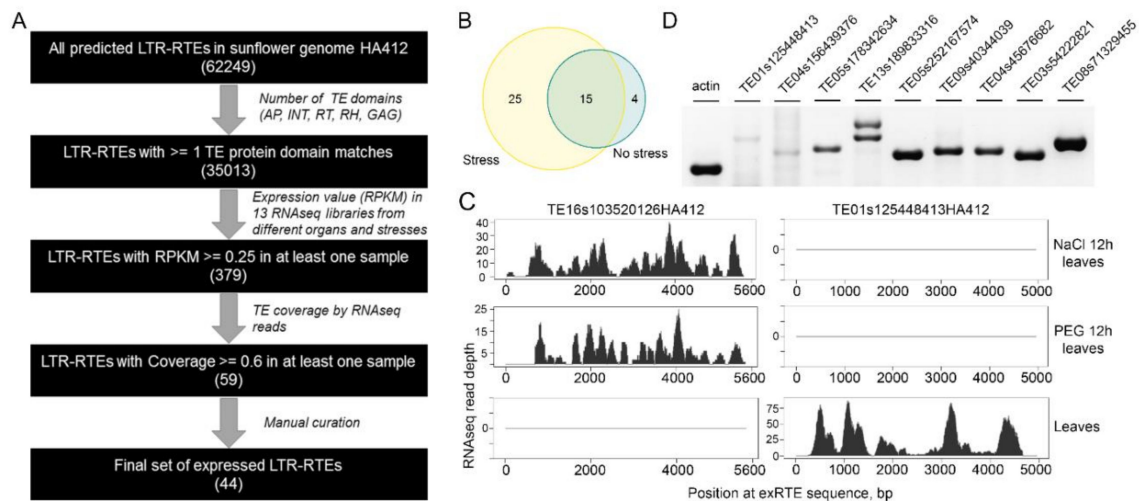 A
All predicted LTR-RTEs in sunflower genome HA412
(62249)
Number of TE domains
(AP, INT, RT, RH, GAG)
LTR-RTEs with >= 1 TE protein domain matches
(35013)
Expression value (RPKM) in
13 RNAseq libraries from
different organs and stresses
LTR-RTEs with RPKM >= 0.25 in at least one sample
(379)
TE coverage by RNAseq
reads
LTR-RTEs with Coverage >= 0.6 in at least one sample
(59)
Manual curation
Final set of expressed LTR-RTEs
(44)
B
25
15
4
Stress
No stress
D
actin
TE01s125448413
TE04s156439376
TE05s178342634
TE13s189833316
TE05s25216757​4
TE09s40344039
TE04s45876682
TE03s54222821
TE08s71329455
C
TE16s103520126HA412
TE01s125448413HA412
RNAseq read depth
40
30
20
10
0
0 2000 4000 5600
0
0 1000 2000 3000 4000 5000
NaCl 12h
leaves
25
15
5
0 2000 4000 5600
0
0 1000 2000 3000 4000 5000
PEG 12h
leaves
0
0 2000 4000 5600
75
50
25
0
0 1000 2000 3000 4000 5000
Leaves
Position at exRTE sequence, bp